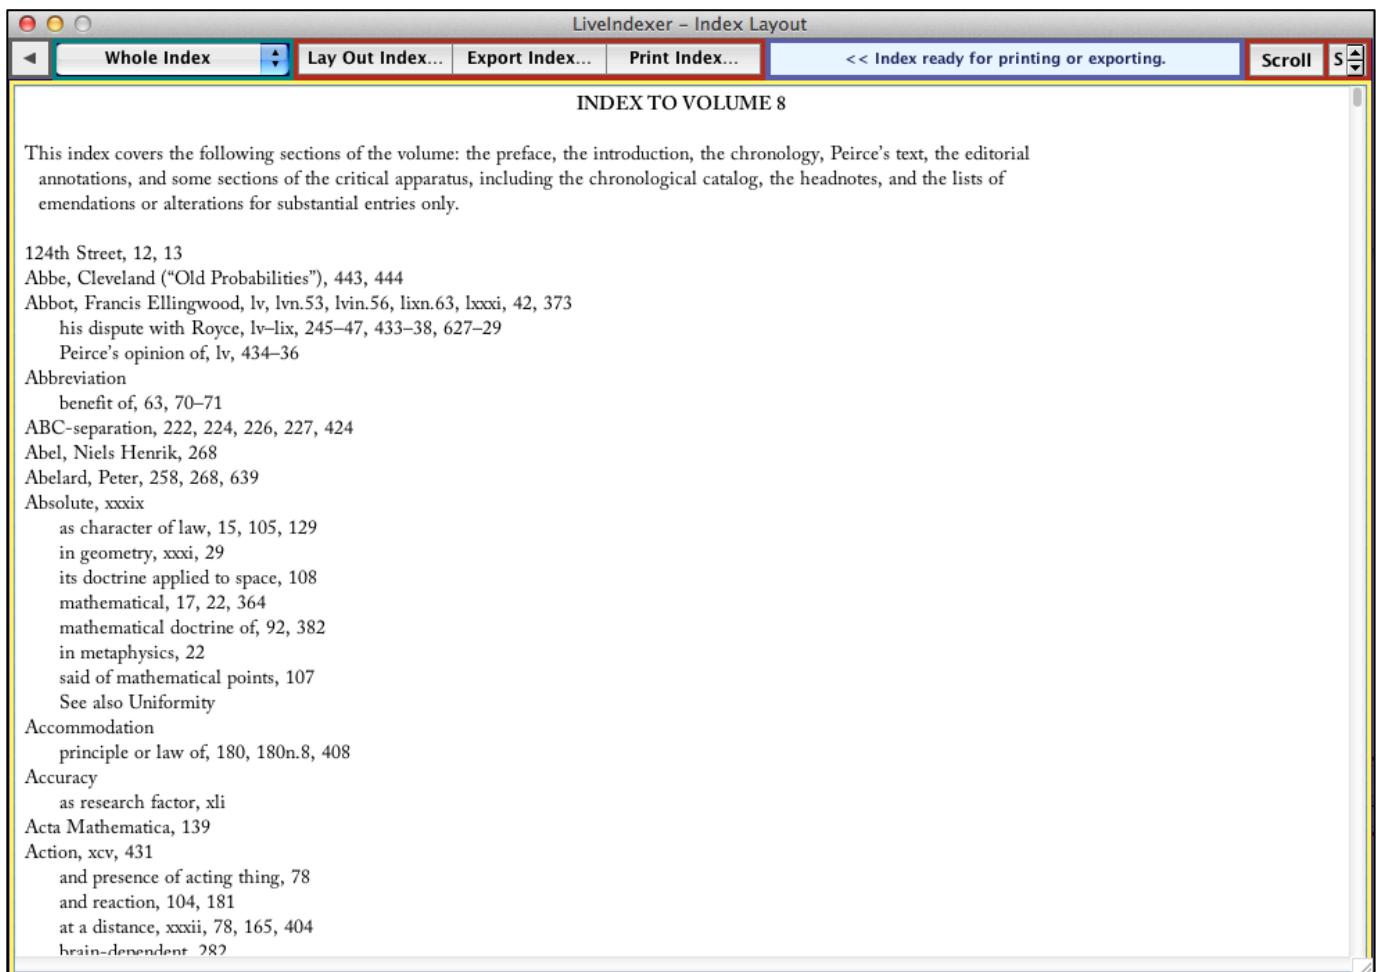 LiveIndexer – Index Layout
Whole Index
Lay Out Index...
Export Index...
Print Index...
<< Index ready for printing or exporting.
Scroll
S
INDEX TO VOLUME 8
This index covers the following sections of the volume: the preface, the introduction, the chronology, Peirce’s text, the editorial
annotations, and some sections of the critical apparatus, including the chronological catalog, the headnotes, and the lists of
emendations or alterations for substantial entries only.
124th Street, 12, 13
Abbe, Cleveland (“Old Probabilities”), 443, 444
Abbot, Francis Ellingwood, lv, lvn.53, lvin.56, lixn.63, lxxxi, 42, 373
his dispute with Royce, lv–lix, 245–47, 433–38, 627–29
Peirce’s opinion of, lv, 434–36
Abbreviation
benefit of, 63, 70–71
ABC-separation, 222, 224, 226, 227, 424
Abel, Niels Henrik, 268
Abelard, Peter, 258, 268, 639
Absolute, xxxix
as character of law, 15, 105, 129
in geometry, xxxi, 29
its doctrine applied to space, 108
mathematical, 17, 22, 364
mathematical doctrine of, 92, 382
in metaphysics, 22
said of mathematical points, 107
See also Uniformity
Accommodation
principle or law of, 180, 180n.8, 408
Accuracy
as research factor, xli
Acta Mathematica, 139
Action, xcv, 431
and presence of acting thing, 78
and reaction, 104, 181
at a distance, xxxii, 78, 165, 404
brain-dependent, 282